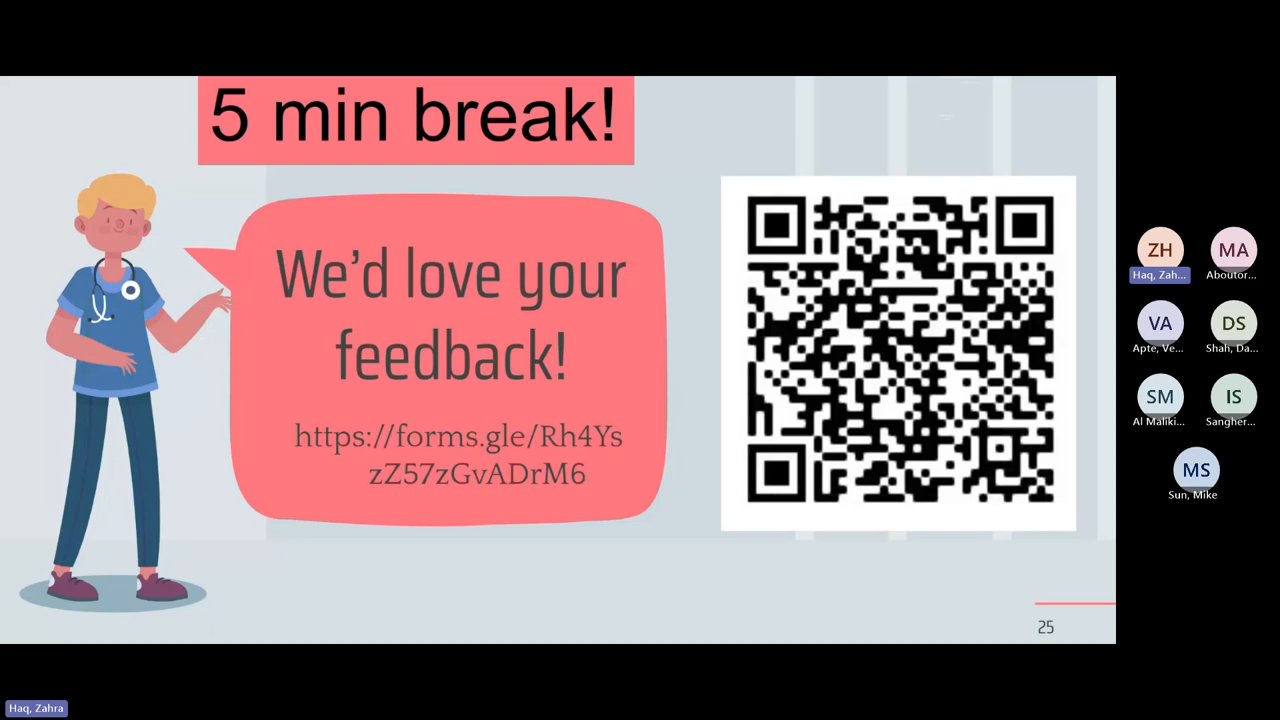 5 min break!
We'd love your
feedback!
https://forms.gle/Rh4Ys
zZ57zGvADrM6
25
ZH
MA
Haq, Zah...
Aboutor...
VA
DS
Apte, Ve...
Shah, Da...
SM
IS
Al Maliki...
Sangher...
MS
Sun, Mike
Haq, Zahra